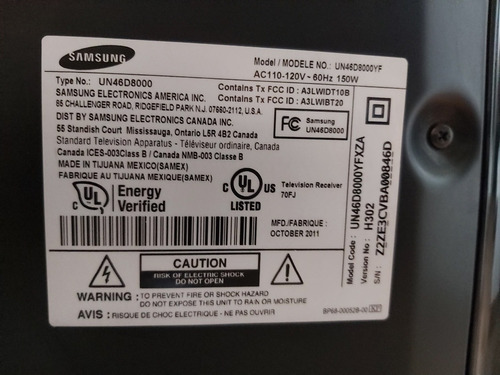 SAMSUNG
Model / MODELE NO.: UN46D8000YF
AC110-120V~60Hz 150W
Type No.: UN46D8000
Contains Tx FCC ID : A3LWIDT10B
SAMSUNG ELECTRONICS AMERICA INC.
Contains Tx FCC ID : A3LWIBT20
85 CHALLENGER ROAD, RIDGEFIELD PARK N.J. 07660-2112, U.S.A.
DIST BY SAMSUNG ELECTRONICS CANADA INC.
55 Standish Court Mississauga, Ontario L5R 4B2 Canada
FC Samsung
UN46D8000
Standard Television Apparatus - Téléviseur ordinaire, Canada
Canada ICES-003Class B / Canada NMB-003 Classe B
MADE IN TIJUANA MEXICO(SAMEX)
FABRIQUE AU TIJUANA MEXIQUE(SAMEX)
UL Energy
Verified
C UL US
LISTED
Television Receiver
70FJ
MFD./FABRIQUE :
OCTOBER 2011
CAUTION
RISK OF ELECTRIC SHOCK
DO NOT OPEN
WARNING : TO PREVENT FIRE OR SHOCK HAZARD
DO NOT EXPOSE THIS UNIT TO RAIN OR MOISTURE
AVIS : RISQUE DE CHOC ELECTRIQUE - NE PAS OUVRIR
Model Code : UN46D8000YFXZA
Version No : H302
S/N : Z2ZE3CVBA00846D